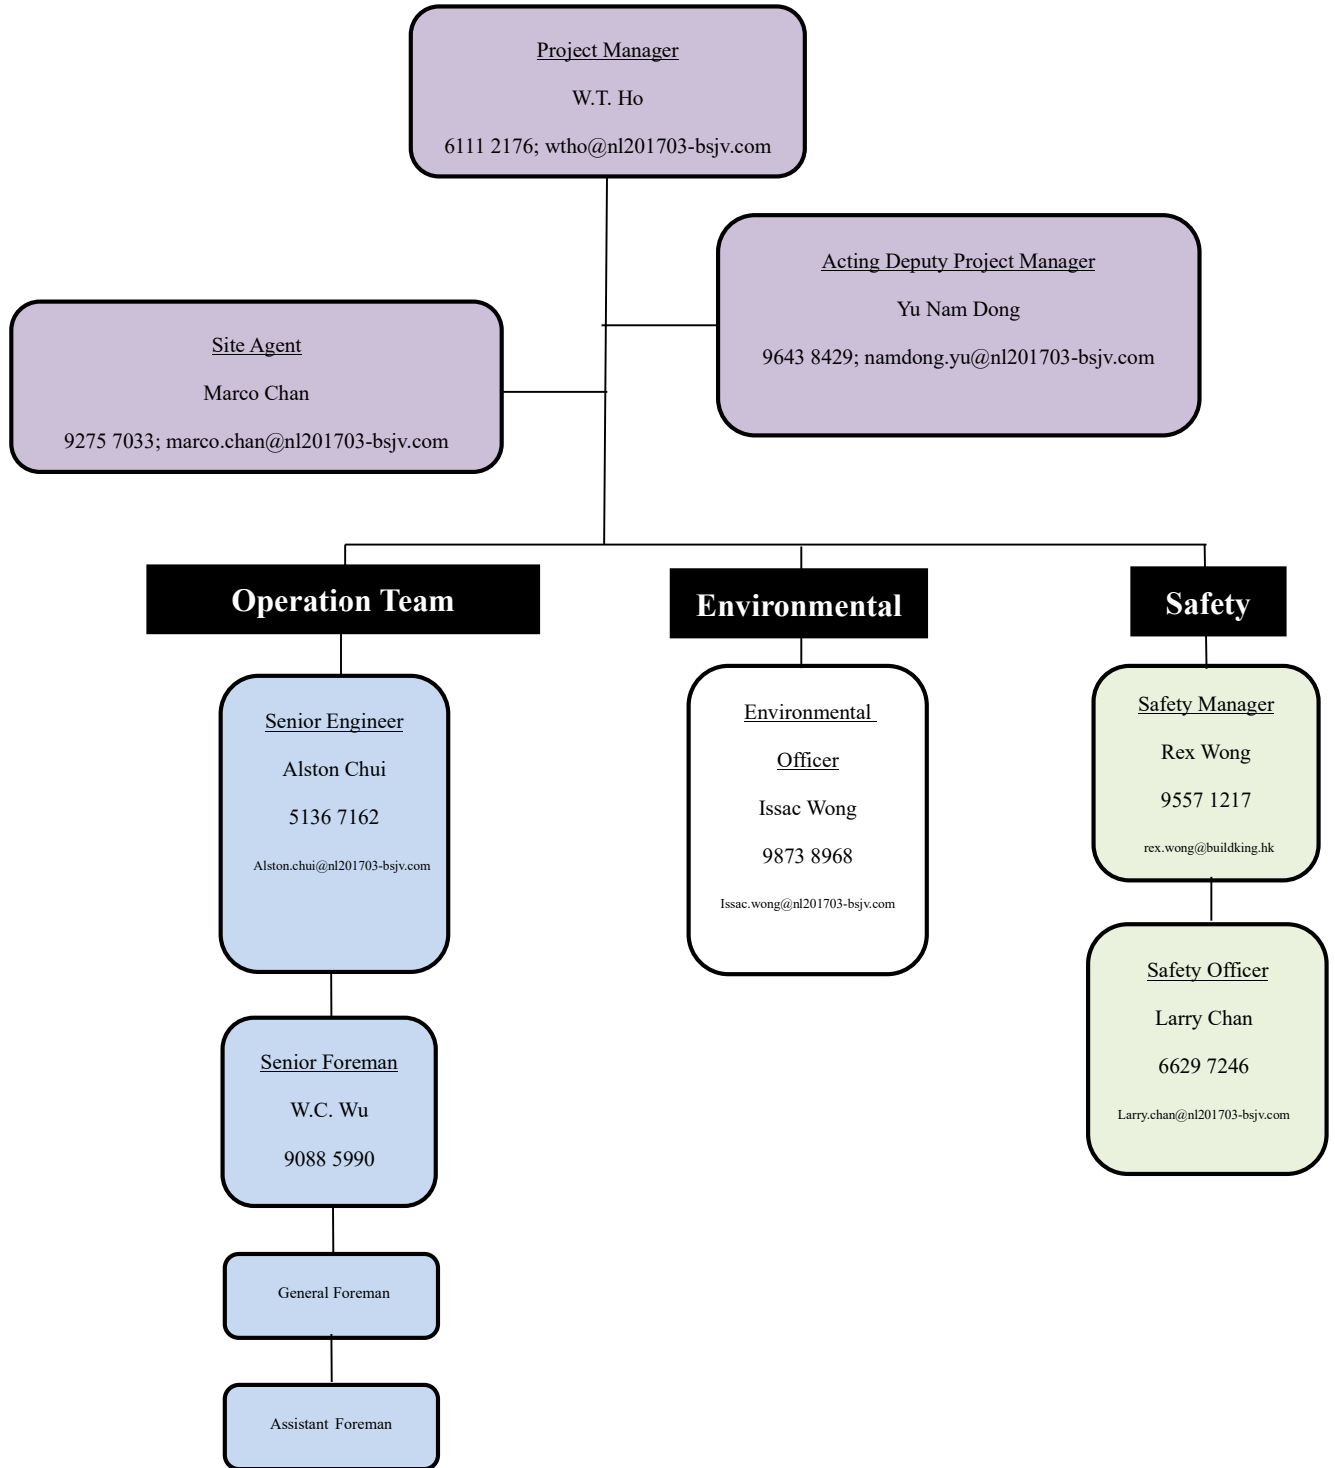 Project Manager
W.T. Ho
6111 2176; wtho@nl201703-bsjv.com
Acting Deputy Project Manager
Yu Nam Dong
9643 8429; namdong.yu@nl201703-bsjv.com
Site Agent
Marco Chan
9275 7033; marco.chan@nl201703-bsjv.com
Operation Team
Environmental
Safety
Senior Engineer
Alston Chui
5136 7162
Alston.chui@nl201703-bsjv.com
Senior Foreman
W.C. Wu
9088 5990
General Foreman
Assistant Foreman
Environmental
Officer
Issac Wong
9873 8968
Issac.wong@nl201703-bsjv.com
Safety Manager
Rex Wong
9557 1217
rex.wong@buildking.hk
Safety Officer
Larry Chan
6629 7246
Larry.chan@nl201703-bsjv.com